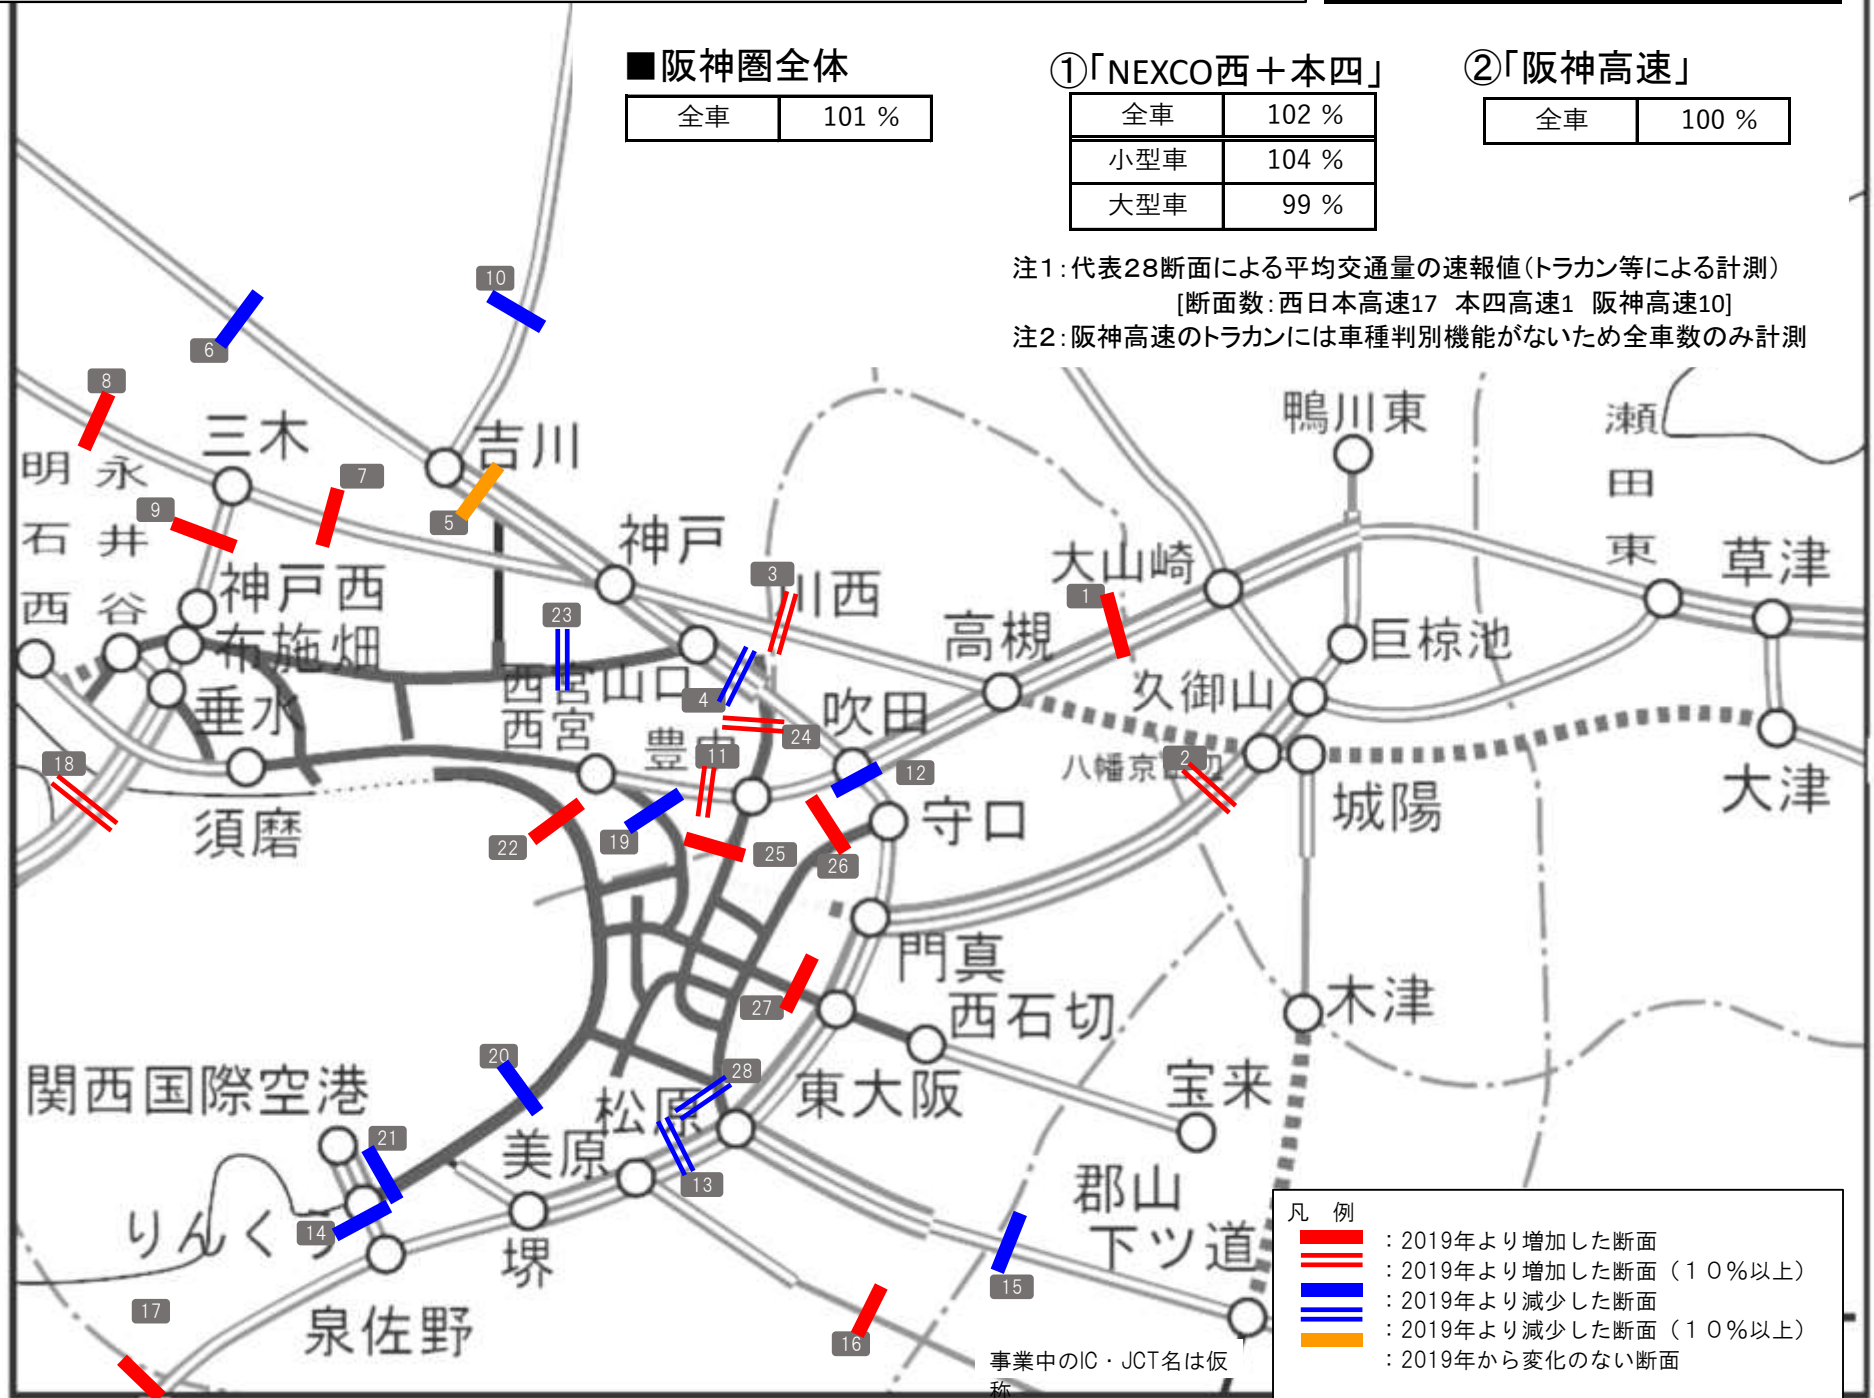 ■阪神圏全体
全車 101 %
①「NEXCO西＋本四」
全車 102 %
小型車 104 %
大型車 99 %
②「阪神高速」
全車 100 %
注１：代表２８断面による平均交通量の速報値（トラカン等による計測）
[断面数：西日本高速17 本四高速1 阪神高速10]
注２：阪神高速のトラカンには車種判別機能がないため全車数のみ計測
10
6
8
三木
吉川
鴨川東
瀬田東
明石西
永井谷
7
9
5
神戸
大山崎
草津
神戸西
3
川西
1
23
布施畑
高槻
巨椋池
西宮山口
4
久御山
垂水
西宮
吹田
豊中
24
18
11
12
八幡京田辺
2
大津
須磨
22
19
25
26
守口
城陽
門真
27
西石切
木津
20
関西国際空港
松原
28
東大阪
宝来
21
美原
13
郡山
下ツ道
りんくう
14
堺
15
17
泉佐野
16
事業中のIC・JCT名は仮
称
凡　例
：2019年より増加した断面
：2019年より増加した断面（１０％以上）
：2019年より減少した断面
：2019年より減少した断面（１０％以上）
：2019年から変化のない断面